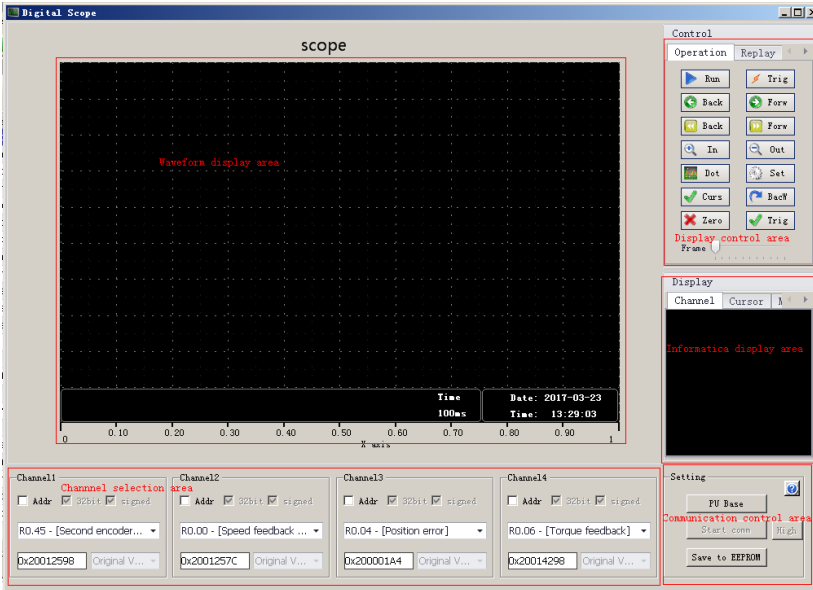 Digital Scope
scope
Waveform display area
Time
100ms
Date: 2017-03-23
Time: 13:29:03
0 0.10 0.20 0.30 0.40 0.50 0.60 0.70 0.80 0.90 1
X axis
Control
Operation Replay
Run Trig
Back Forw
Back Forw
In Out
Dot Set
Curs BacW
Zero Trig
Display control area
Frame
Display
Channel Cursor
Informatica display area
Channel1 Channel2 Channel3 Channel4
Channnel selection area
Addr 32bit signed Addr 32bit signed Addr 32bit signed Addr 32bit signed
R0.45 - [Second encoder... R0.00 - [Speed feedback ... R0.04 - [Position error] R0.06 - [Torque feedback]
0x20012598 Original V... 0x2001257C Original V... 0x200001A4 Original V... 0x20014298 Original V...
Setting
PU Base
Communication control area
Start comm High
Save to EEPROM